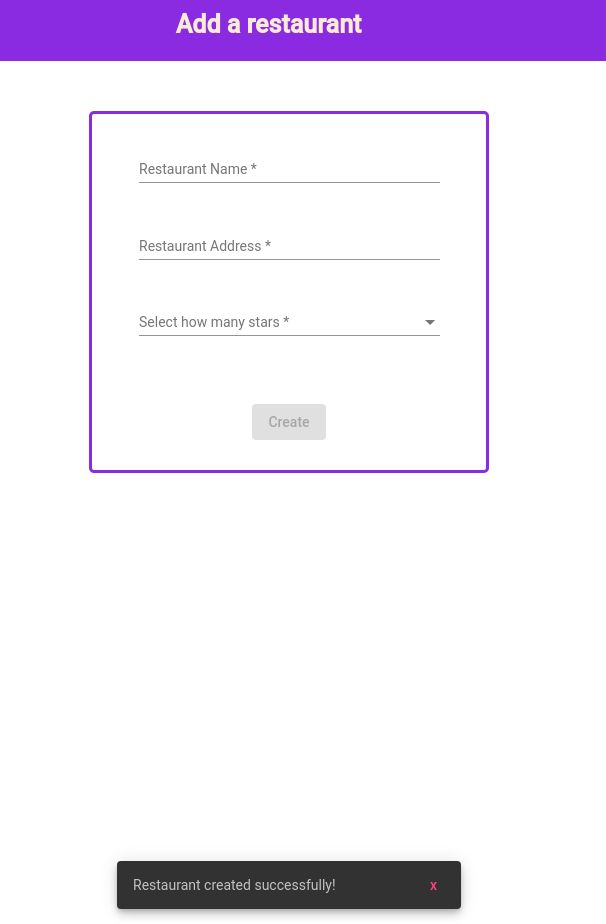 Add a restaurant
Restaurant Name *
Restaurant Address *
Select how many stars *
Create
Restaurant created successfully! x